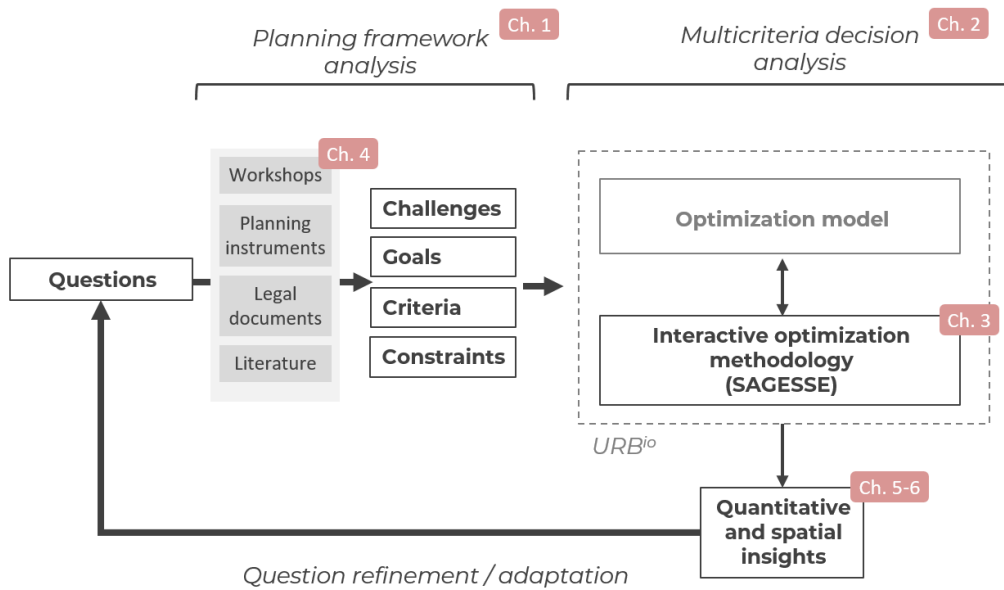 Planning framework
analysis
Ch. 1
Multicriteria decision
analysis
Ch. 2
Questions
Ch. 4
Workshops
Planning
instruments
Legal
documents
Literature
Challenges
Goals
Criteria
Constraints
Optimization model
Ch. 3
Interactive optimization
methodology
(SAGESSE)
URBⁱᵒ
Ch. 5-6
Quantitative
and spatial
insights
Question refinement / adaptation